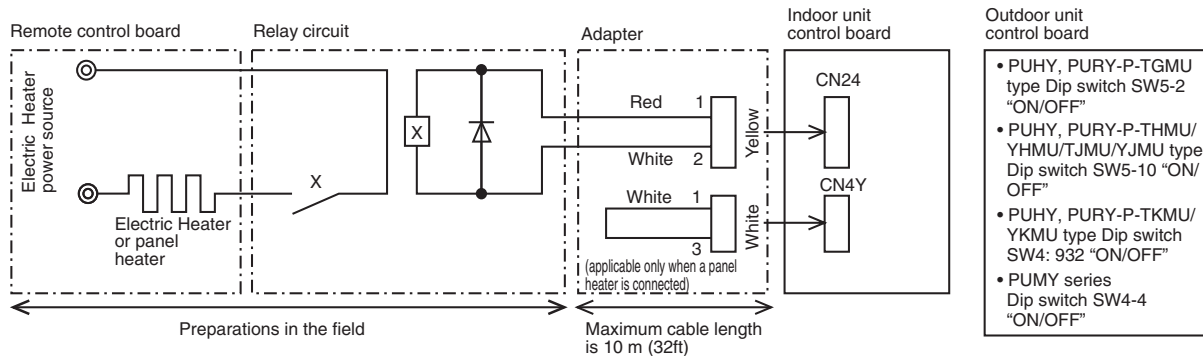 Remote control board
Relay circuit
Adapter
Indoor unit
control board
Outdoor unit
control board
Electric Heater
power source
Electric Heater
or panel
heater
X
X
Red
1
White
2
Yellow
White
1
3
White
(applicable only when a panel
heater is connected)
CN24
CN4Y
• PUHY, PURY-P-TGMU
type Dip switch SW5-2
“ON/OFF”
• PUHY, PURY-P-THMU/
YHMU/TJMU/YJMU type
Dip switch SW5-10 “ON/
OFF”
• PUHY, PURY-P-TKMU/
YKMU type Dip switch
SW4: 932 “ON/OFF”
• PUMY series
Dip switch SW4-4
“ON/OFF”
Preparations in the field
Maximum cable length
is 10 m (32ft)